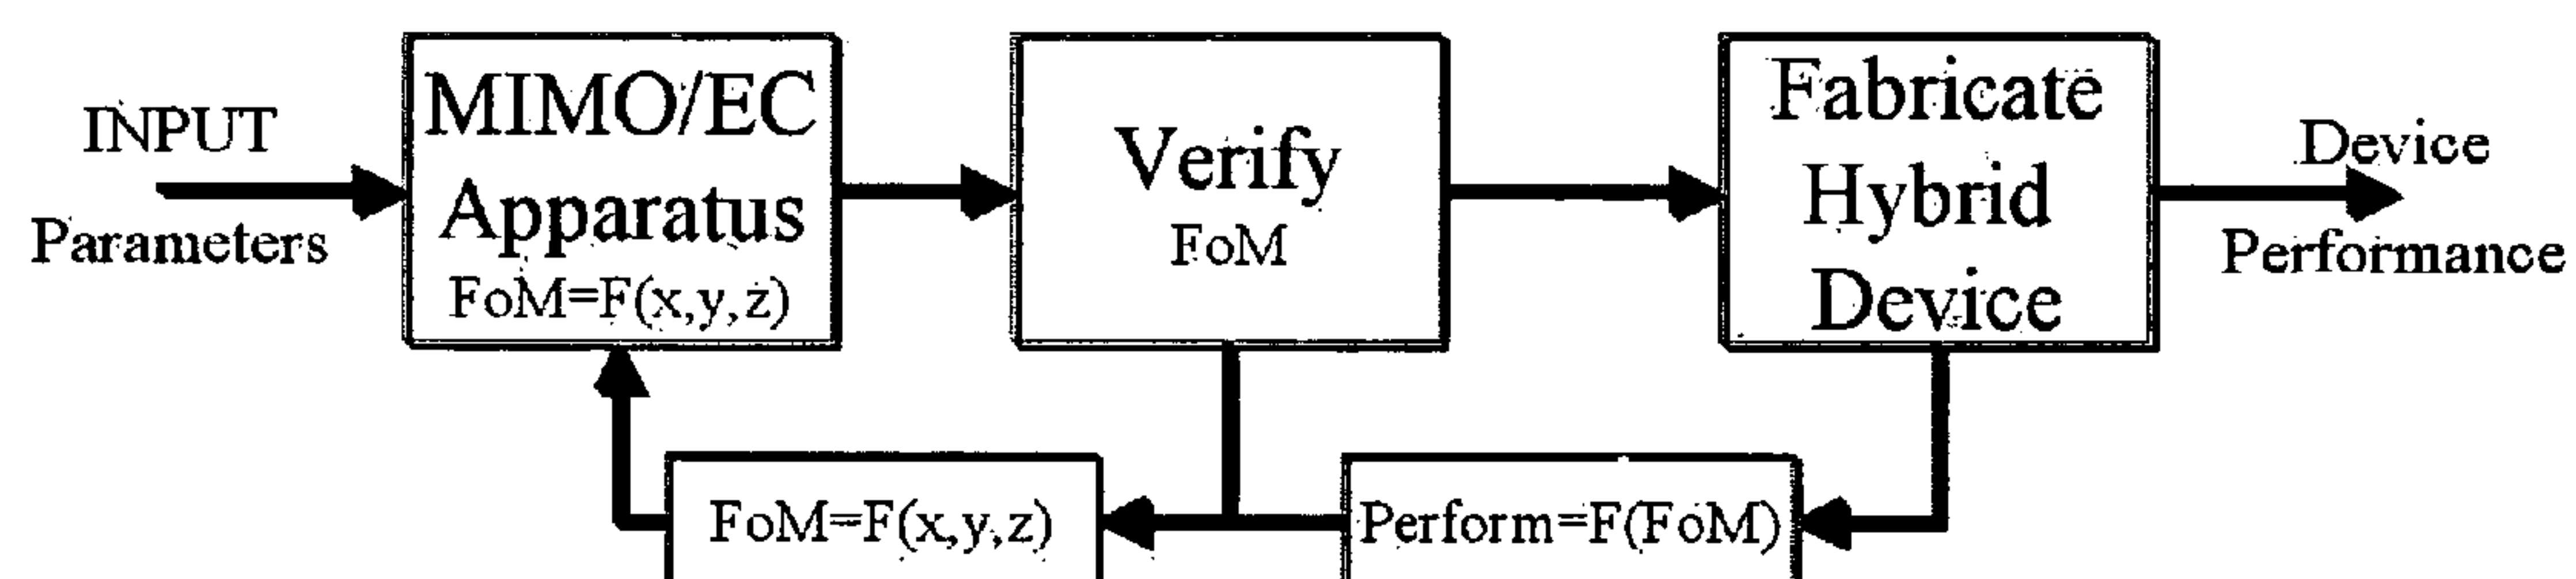 INPUT
Parameters
MIMO/EC
Apparatus
FoM=F(x,y,z)
Verify
FoM
Fabricate
Hybrid
Device
Device
Performance
FoM=F(x,y,z)
Perform=F(FoM)